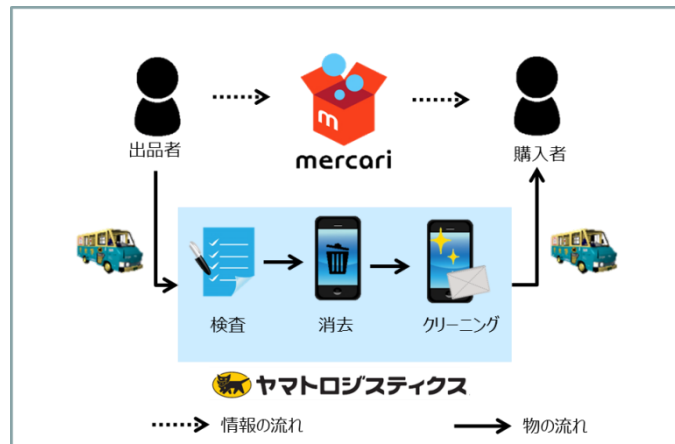 m
mercari
出品者
購入者
検査
消去
クリーニング
ヤマトロジスティクス
情報の流れ
物の流れ